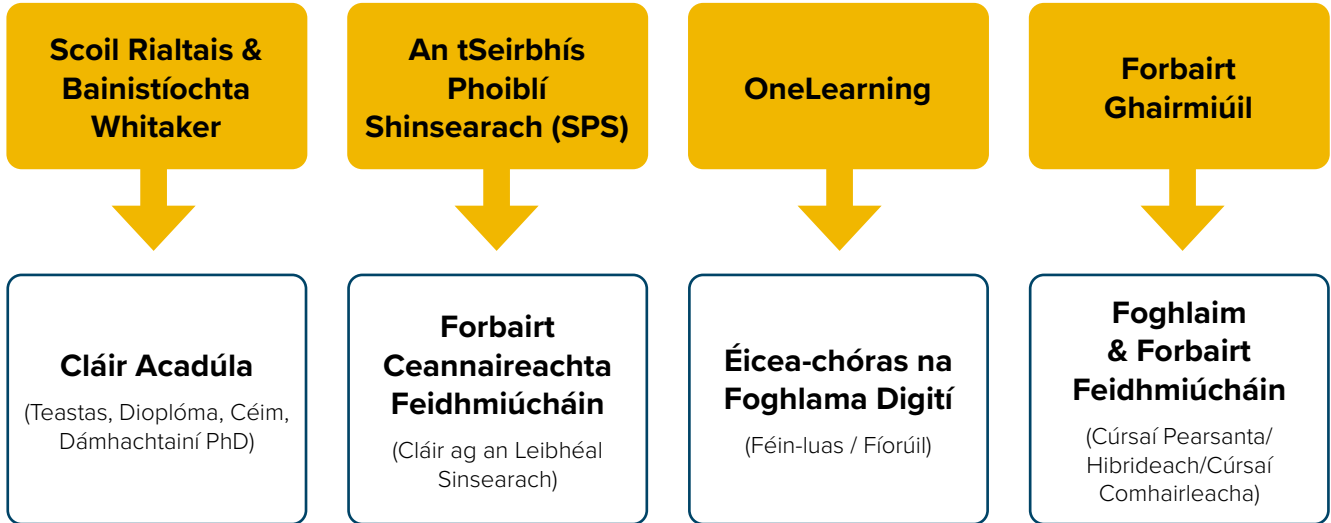 Scoil Rialtais &
Bainistíochta
Whitaker
An tSeirbhís
Phoiblí
Shinsearach (SPS)
OneLearning
Forbairt
Ghairmiúil
Cláir Acadúla
(Teastas, Dioplóma, Céim,
Dámhachtainí PhD)
Forbairt
Ceannaireachta
Feidhmiúcháin
(Cláir ag an Leibhéal
Sinsearach)
Éicea-chóras na
Foghlama Digití
(Féin-luas / Fíorúil)
Foghlaim
& Forbairt
Feidhmiúcháin
(Cúrsaí Pearsanta/
Hibrideach/Cúrsaí
Comhairleacha)